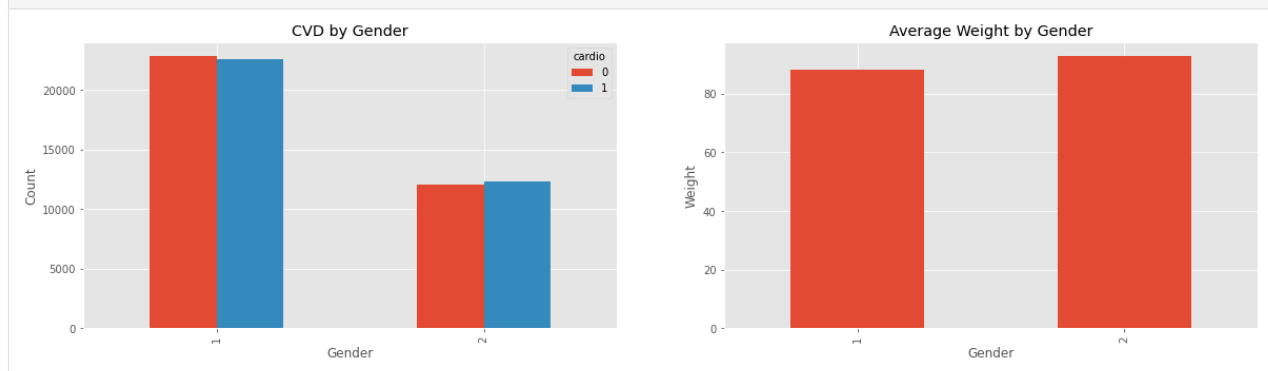 CVD by Gender
cardio
0
1
20000
15000
10000
5000
0
Count
1
2
Gender
Average Weight by Gender
80
60
40
20
0
Weight
1
2
Gender